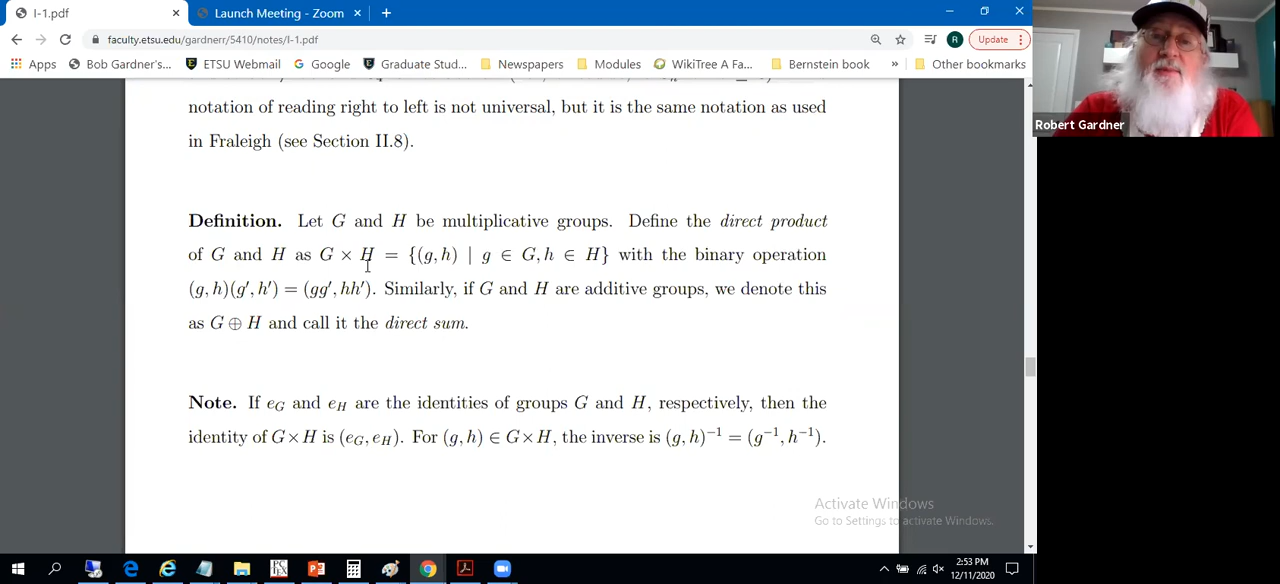 I-1.pdf
Launch Meeting - Zoom
faculty.etsu.edu/gardnerr/5410/notes/I-1.pdf
R
Update
Apps
Bob Gardner's...
ETSU Webmail
Google
Graduate Stud...
Newspapers
Modules
WikiTree A Fa...
Bernstein book
»
Other bookmarks
notation of reading right to left is not universal, but it is the same notation as used
in Fraleigh (see Section II.8).
Definition. Let G and H be multiplicative groups. Define the direct product
of G and H as G × H = {(g, h) | g ∈ G, h ∈ H} with the binary operation
(g, h)(g′, h′) = (gg′, hh′). Similarly, if G and H are additive groups, we denote this
as G ⊕ H and call it the direct sum.
Note. If e_G and e_H are the identities of groups G and H, respectively, then the
identity of G × H is (e_G, e_H). For (g, h) ∈ G × H, the inverse is (g, h)⁻¹ = (g⁻¹, h⁻¹).
Activate Windows
Go to Settings to activate Windows.
Robert Gardner
2:53 PM
12/11/2020